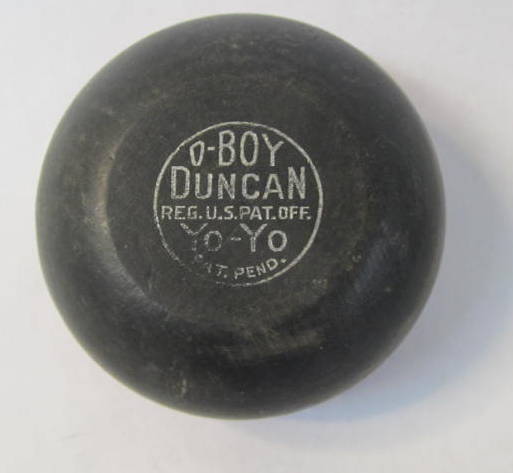 O-BOY
DUNCAN
REG. U.S. PAT. OFF.
YO-YO
PAT. PEND.